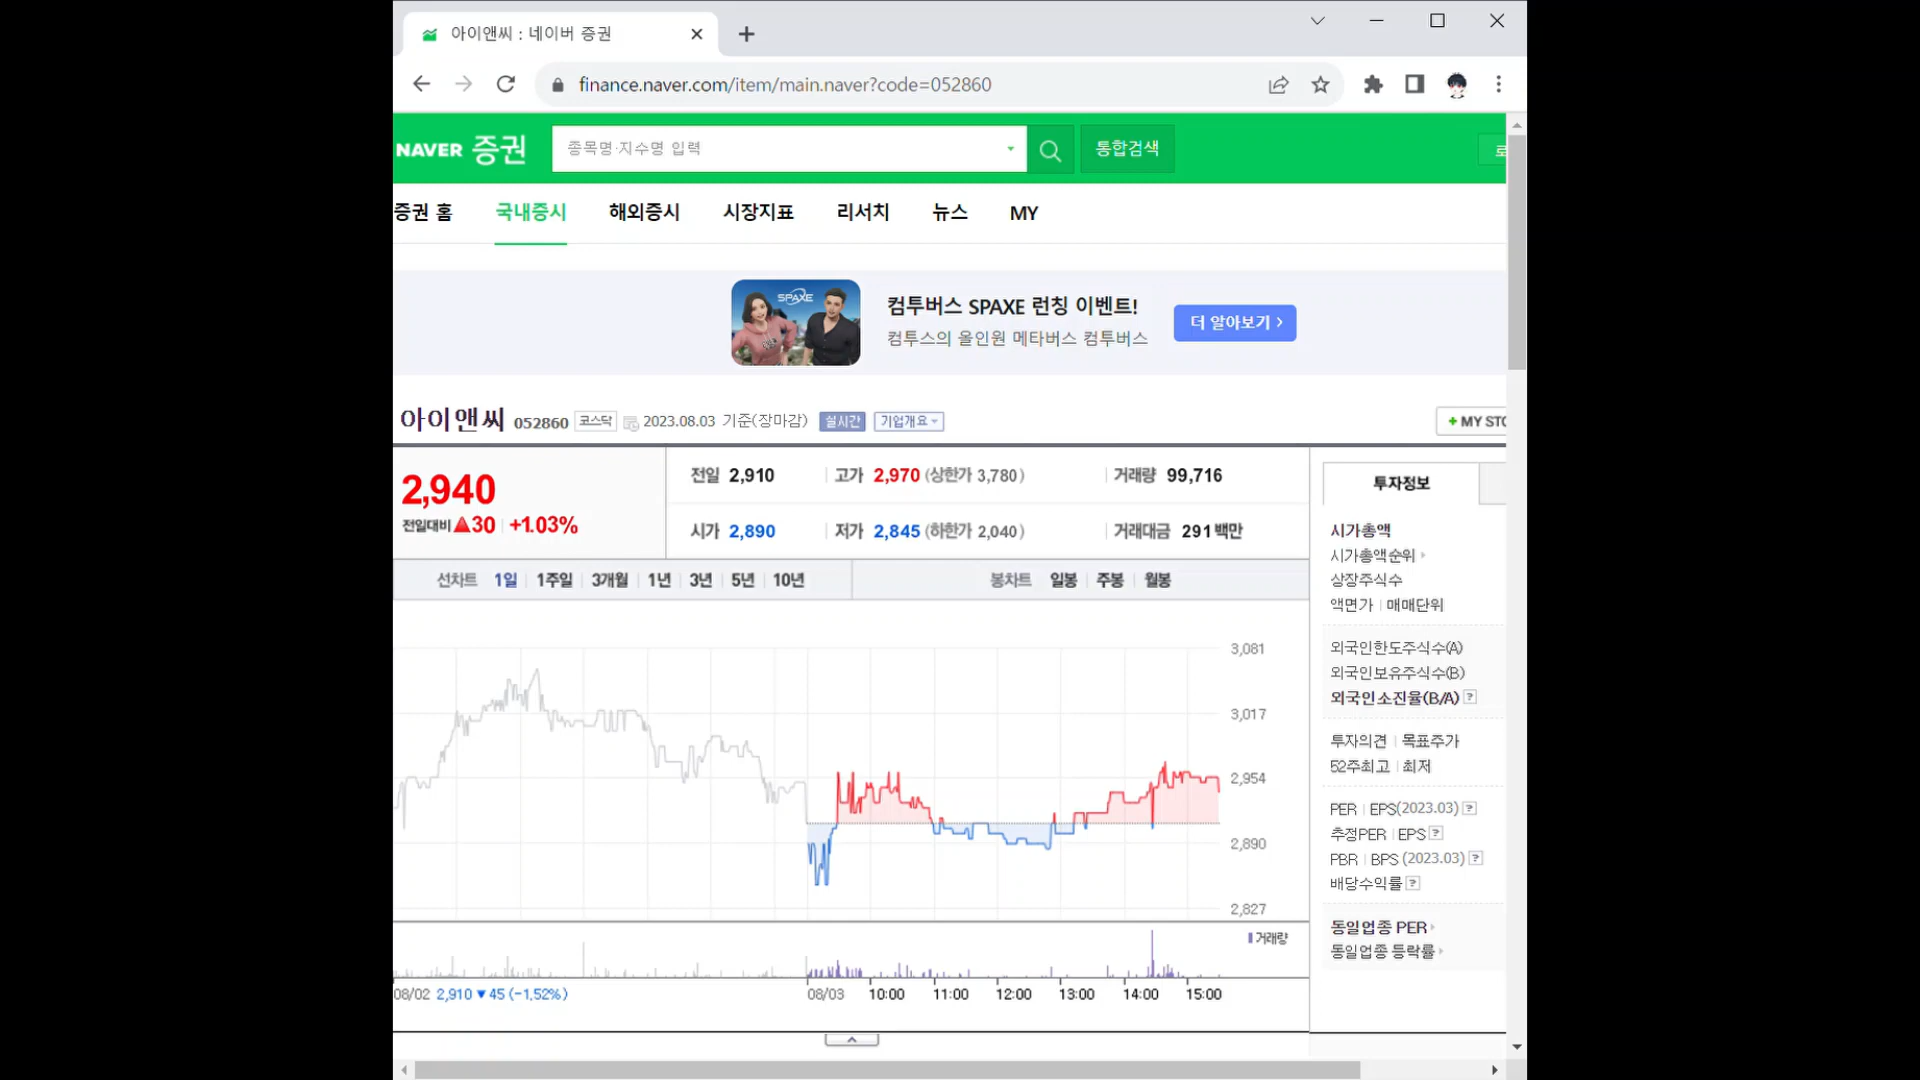 아이앤씨 : 네이버 증권
finance.naver.com/item/main.naver?code=052860
NAVER 증권
종목명·지수명 입력
통합검색
증권 홈 국내증시 해외증시 시장지표 리서치 뉴스 MY
SPAXE
컴투버스 SPAXE 런칭 이벤트!
컴투스의 올인원 메타버스 컴투버스
더 알아보기 >
아이앤씨 052860 코스닥 2023.08.03 기준(장마감) 실시간 기업개요
+ MY STO
2,940
전일대비 ▲30 +1.03%
전일 2,910 고가 2,970 (상한가 3,780) 거래량 99,716
시가 2,890 저가 2,845 (하한가 2,040) 거래대금 291백만
선차트 1일 1주일 3개월 1년 3년 5년 10년 봉차트 일봉 주봉 월봉
3,081
3,017
2,954
2,890
2,827
거래량
08/02 2,910 ▼45 (-1,52%)
08/03 10:00 11:00 12:00 13:00 14:00 15:00
투자정보
시가총액
시가총액순위
상장주식수
액면가 | 매매단위
외국인한도주식수(A)
외국인보유주식수(B)
외국인소진율(B/A) ?
투자의견 | 목표주가
52주최고 | 최저
PER | EPS(2023.03) ?
추정PER | EPS ?
PBR | BPS (2023.03) ?
배당수익률 ?
동일업종 PER
동일업종 등락률